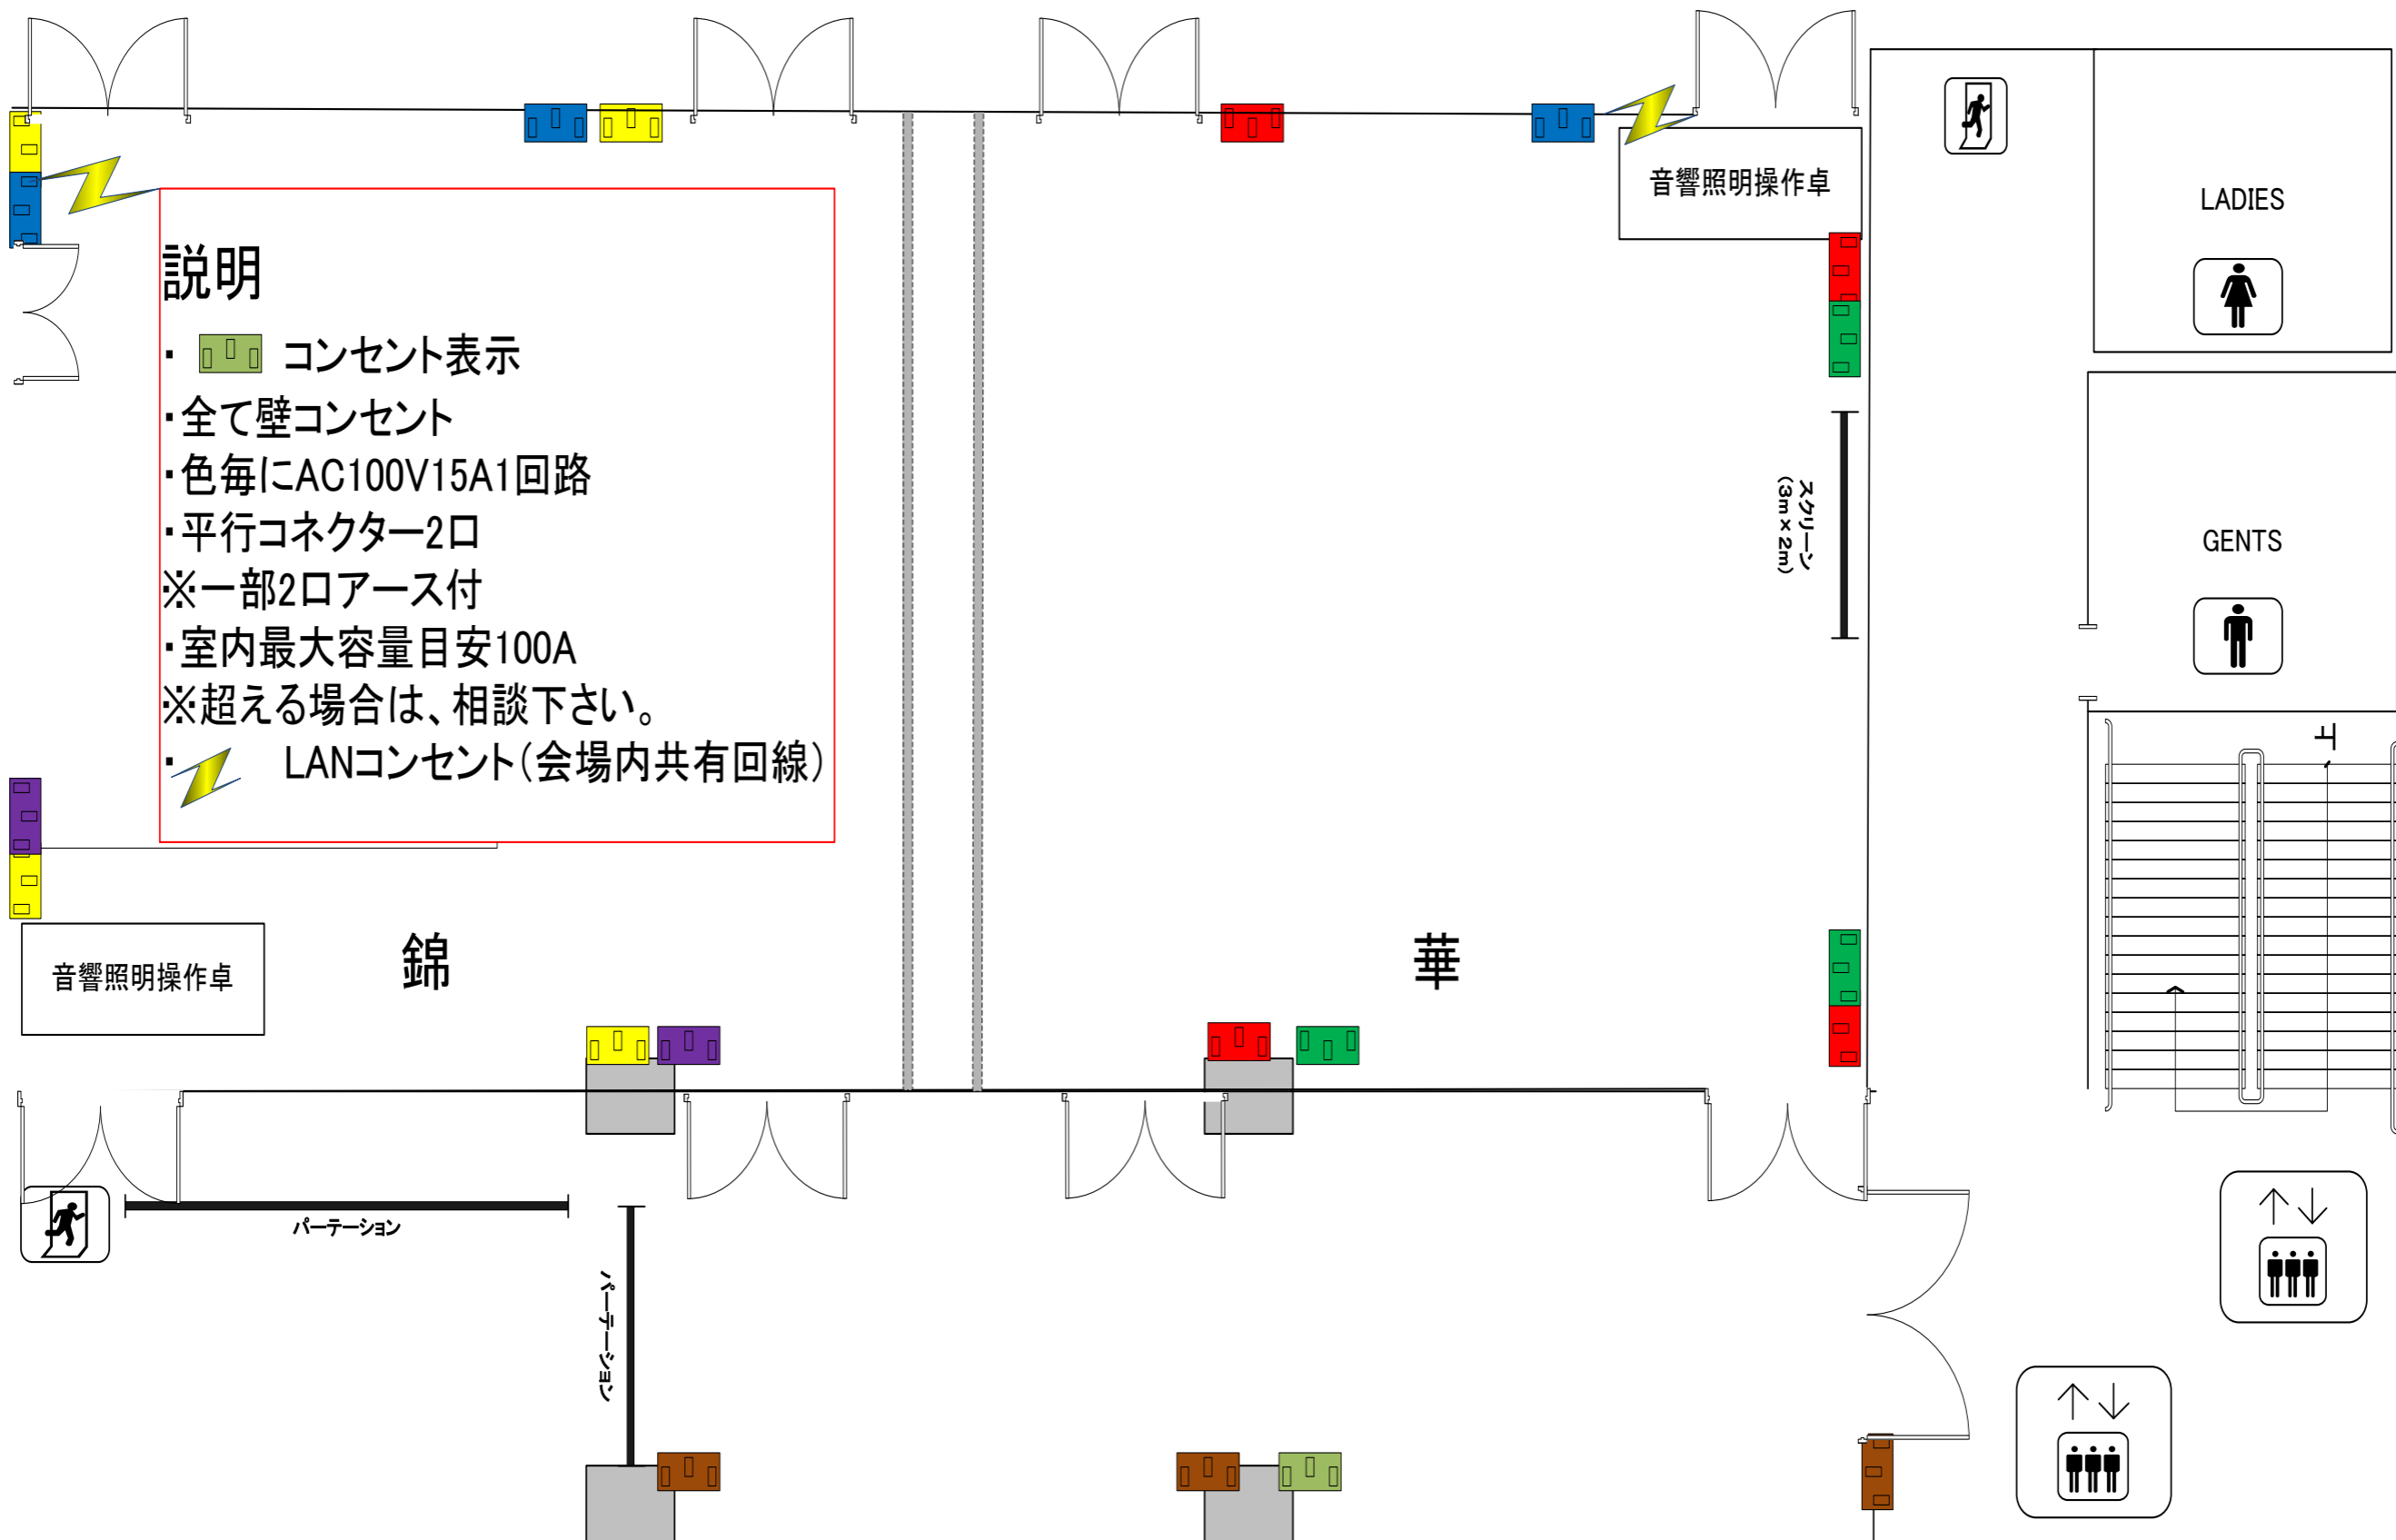 音響照明操作卓
LADIES
説明
・ コンセント表示
・全て壁コンセント
・色毎にAC100V15A1回路
・平行コネクター2口
※一部2口アース付
・室内最大容量目安100A
※超える場合は、相談下さい。
・ LANコンセント(会場内共有回線)
スクリーン
(3m×2m)
GENTS
上
音響照明操作卓
錦
華
パーテーション
パーテーション